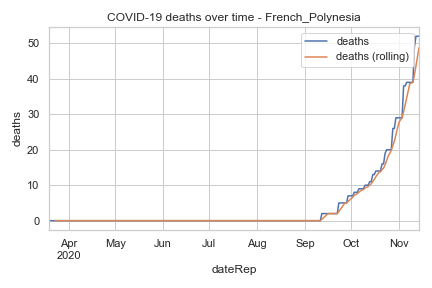 COVID-19 deaths over time - French_Polynesia
deaths
deaths (rolling)
deaths
50
40
30
20
10
0
Apr May Jun Jul Aug Sep Oct Nov
2020
dateRep